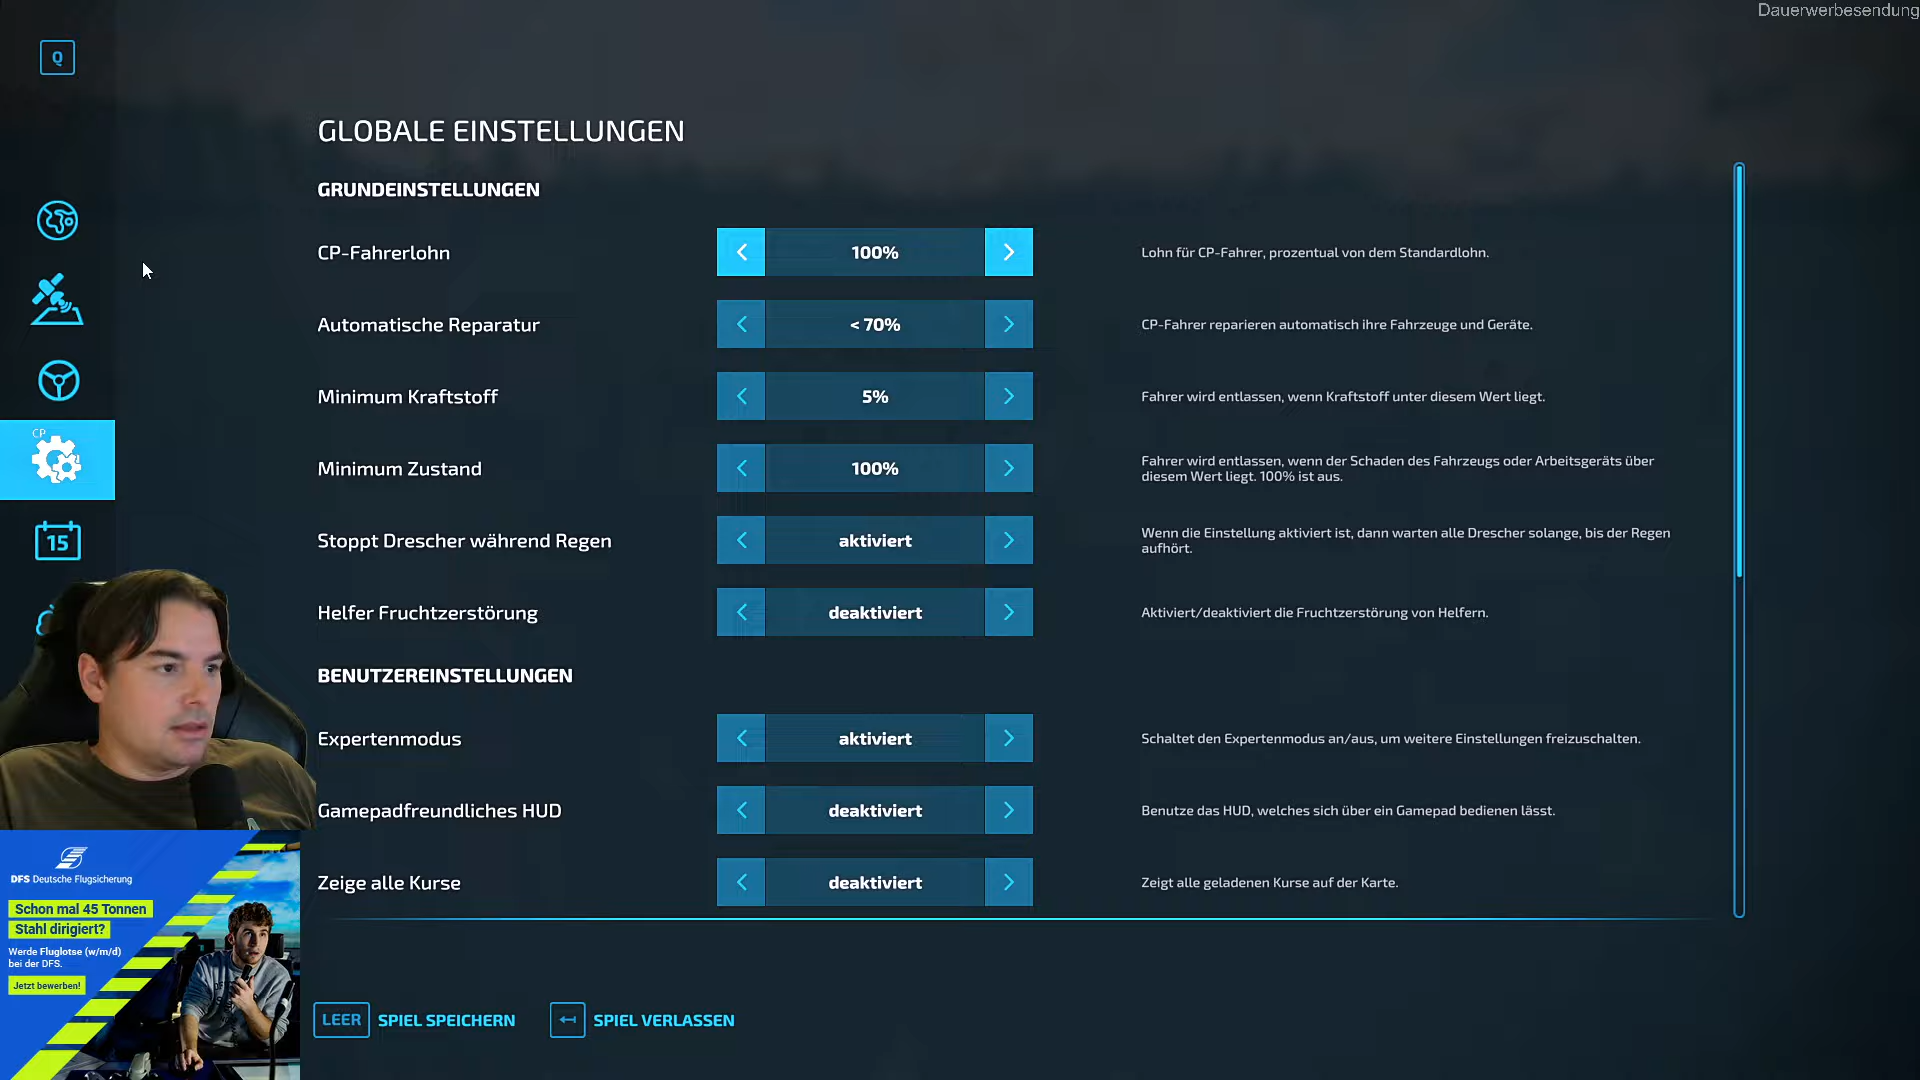 Dauerwerbesendung
Q
GLOBALE EINSTELLUNGEN
GRUNDEINSTELLUNGEN
CP-Fahrerlohn
100%
Lohn für CP-Fahrer, prozentual von dem Standardlohn.
Automatische Reparatur
< 70%
CP-Fahrer reparieren automatisch ihre Fahrzeuge und Geräte.
Minimum Kraftstoff
5%
Fahrer wird entlassen, wenn Kraftstoff unter diesem Wert liegt.
CP
Minimum Zustand
100%
Fahrer wird entlassen, wenn der Schaden des Fahrzeugs oder Arbeitsgeräts über
diesem Wert liegt. 100% ist aus.
15
Stoppt Drescher während Regen
aktiviert
Wenn die Einstellung aktiviert ist, dann warten alle Drescher solange, bis der Regen
aufhört.
Helfer Fruchtzerstörung
deaktiviert
Aktiviert/deaktiviert die Fruchtzerstörung von Helfern.
BENUTZEREINSTELLUNGEN
Expertenmodus
aktiviert
Schaltet den Expertenmodus an/aus, um weitere Einstellungen freizuschalten.
Gamepadfreundliches HUD
deaktiviert
Benutze das HUD, welches sich über ein Gamepad bedienen lässt.
Zeige alle Kurse
deaktiviert
Zeigt alle geladenen Kurse auf der Karte.
DFS Deutsche Flugsicherung
Schon mal 45 Tonnen
Stahl dirigiert?
Werde Fluglotse (w/m/d)
bei der DFS.
Jetzt bewerben!
LEER SPIEL SPEICHERN
SPIEL VERLASSEN